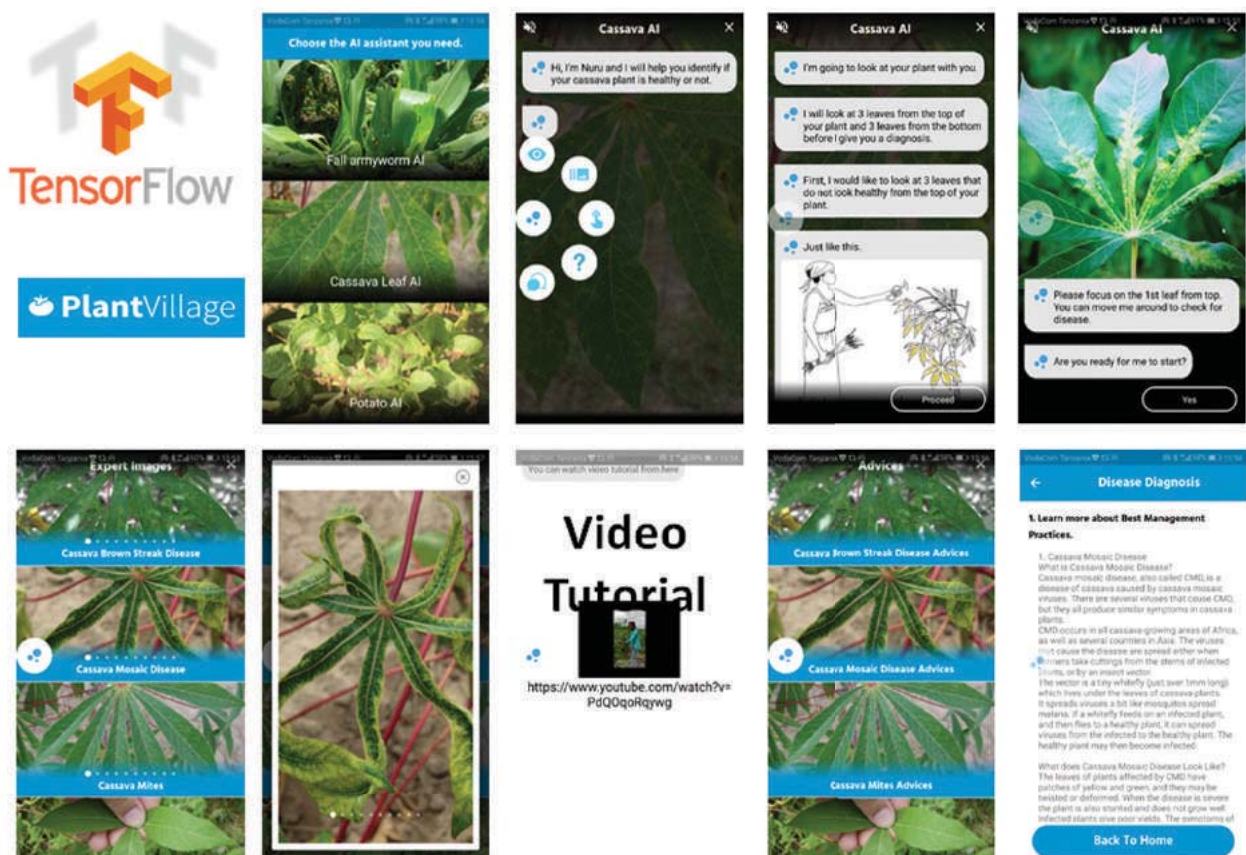 TensorFlow
PlantVillage
Choose the AI assistant you need.
Fall armyworm AI
Cassava Leaf AI
Potato AI
Cassava AI
Hi, I'm Nuru and I will help you identify if
your cassava plant is healthy or not.
?
Cassava AI
I'm going to look at your plant with you.
I will look at 3 leaves from the top of
your plant and 3 leaves from the bottom
before I give you a diagnosis.
First, I would like to look at 3 leaves that
do not look healthy from the top of your
plant.
Just like this.
Proceed
Cassava AI
Please focus on the 1st leaf from top.
You can move me around to check for
disease.
Are you ready for me to start?
Yes
Expert Images
Cassava Brown Streak Disease
Cassava Mosaic Disease
Cassava Mites
You can watch video tutorial from here
Video
Tutorial
https://www.youtube.com/watch?v=
PdQOqoRqywg
Advices
Cassava Brown Streak Disease Advices
Cassava Mosaic Disease Advices
Cassava Mites Advices
Disease Diagnosis
1. Learn more about Best Management
Practices.
1. Cassava Mosaic Disease
What is Cassava Mosaic Disease?
Cassava mosaic disease, also called CMD, is a
disease of cassava caused by cassava mosaic
viruses. There are several viruses that cause CMD,
but they all produce similar symptoms in cassava
plants.
CMD occurs in all cassava-growing areas of Africa,
as well as several countries in Asia. The viruses
cause the disease are spread either when
take cuttings from the stems of infected
or by an insect vector.
The vector is a tiny whitefly (just over 1mm long)
which lives under the leaves of cassava plants.
It spreads viruses a bit like mosquitos spread
malaria. If a whitefly feeds on an infected plant,
and then flies to a healthy plant, it can spread
viruses from the infected to the healthy plant. The
healthy plant may then become infected.
What does Cassava Mosaic Disease Look Like?
The leaves of plants affected by CMD have
patches of yellow and green, and they may be
twisted or deformed. When the disease is severe
the plant is also stunted and does not grow well.
Infected plants give poor yields. The symptoms of
Back To Home